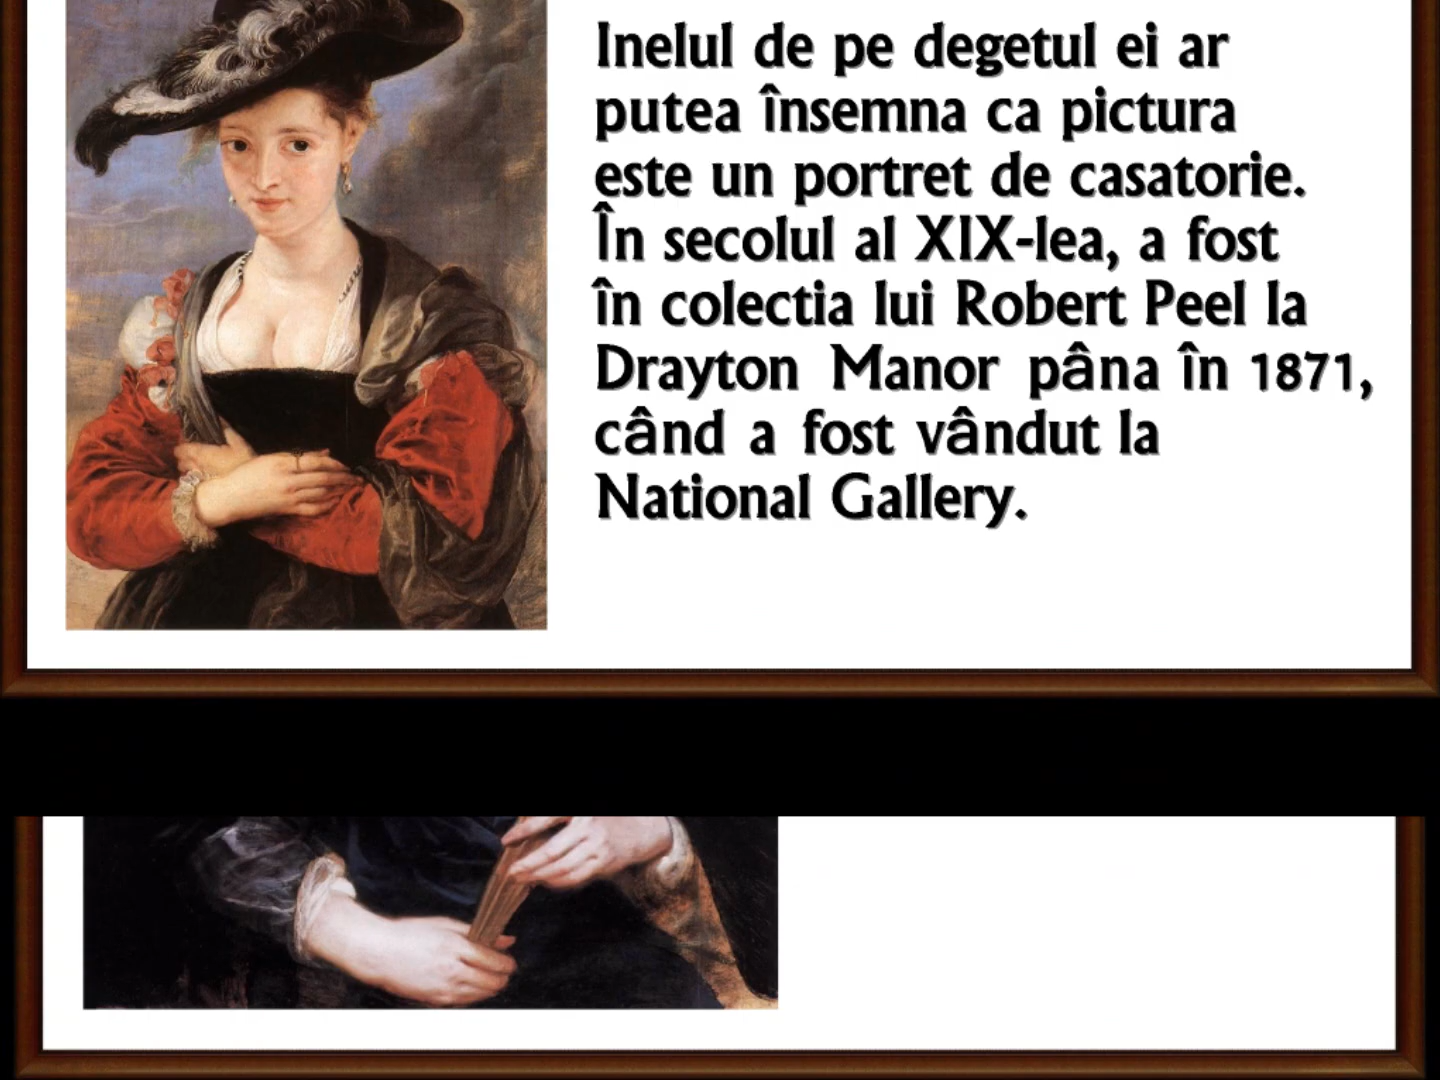 Inelul de pe degetul ei ar
putea însemna ca pictura
este un portret de casatorie.
În secolul al XIX-lea, a fost
în colectia lui Robert Peel la
Drayton Manor pâna în 1871,
când a fost vândut la
National Gallery.